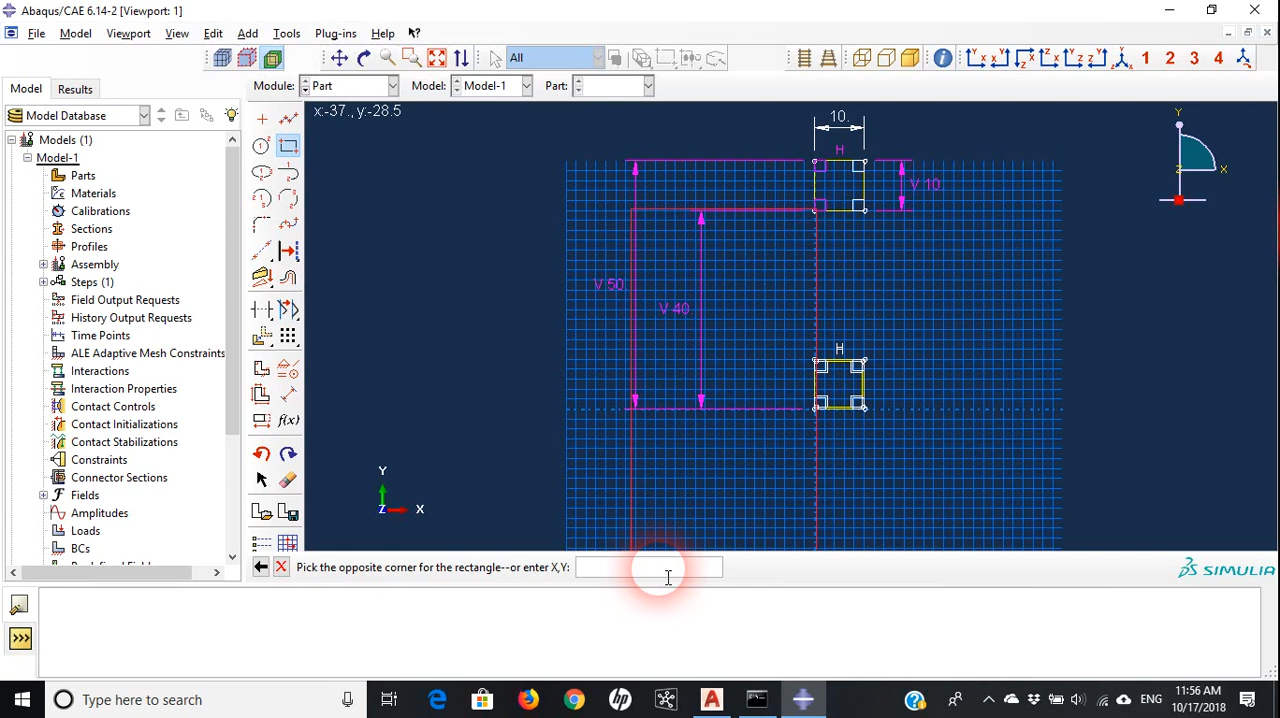 Abaqus/CAE 6.14-2 [Viewport: 1]
File Model Viewport View Edit Add Tools Plug-ins Help
All
1 2 3 4
Model Results
Module: Part Model: Model-1 Part:
Model Database
Models (1)
Model-1
Parts
Materials
Calibrations
Sections
Profiles
Assembly
Steps (1)
Field Output Requests
History Output Requests
Time Points
ALE Adaptive Mesh Constraints
Interactions
Interaction Properties
Contact Controls
Contact Initializations
Contact Stabilizations
Constraints
Connector Sections
Fields
Amplitudes
Loads
BCs
f(x)
x:-37., y:-28.5
10.
H
V 10
V 50
V 40
H
Y
Z
X
Y
Z
X
Pick the opposite corner for the rectangle--or enter X,Y:
SIMULIA
>>>
Type here to search
ENG
11:56 AM
10/17/2018